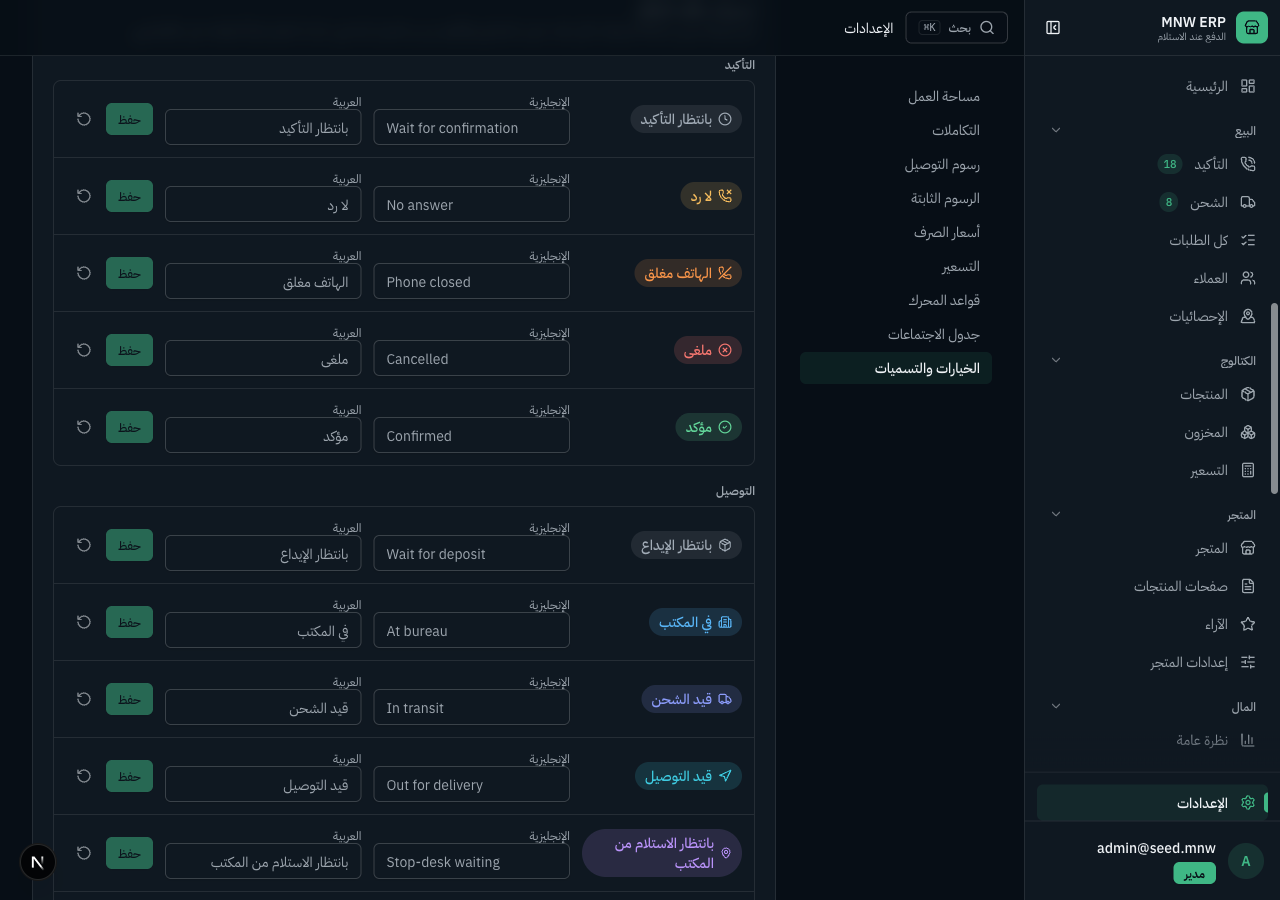 MNW ERP
الدفع عند الاستلام
الرئيسية
البيع
التأكيد 18
الشحن 8
كل الطلبات
العملاء
الإحصائيات
الكتالوج
المنتجات
المخزون
التسعير
المتجر
المتجر
صفحات المنتجات
الآراء
إعدادات المتجر
المال
نظرة عامة
الإعدادات
A
admin@seed.mnw
مدير
بحث ⌘K
الإعدادات
مساحة العمل
التكاملات
رسوم التوصيل
الرسوم الثابتة
أسعار الصرف
التسعير
قواعد المحرك
جدول الاجتماعات
الخيارات والتسميات
التأكيد
بانتظار التأكيد
الإنجليزية
Wait for confirmation
العربية
بانتظار التأكيد
حفظ
لا رد
الإنجليزية
No answer
العربية
لا رد
حفظ
الهاتف مغلق
الإنجليزية
Phone closed
العربية
الهاتف مغلق
حفظ
ملغى
الإنجليزية
Cancelled
العربية
ملغى
حفظ
مؤكد
الإنجليزية
Confirmed
العربية
مؤكد
حفظ
التوصيل
بانتظار الإيداع
الإنجليزية
Wait for deposit
العربية
بانتظار الإيداع
حفظ
في المكتب
الإنجليزية
At bureau
العربية
في المكتب
حفظ
قيد الشحن
الإنجليزية
In transit
العربية
قيد الشحن
حفظ
قيد التوصيل
الإنجليزية
Out for delivery
العربية
قيد التوصيل
حفظ
بانتظار الاستلام من
المكتب
الإنجليزية
Stop-desk waiting
العربية
بانتظار الاستلام من المكتب
حفظ
N